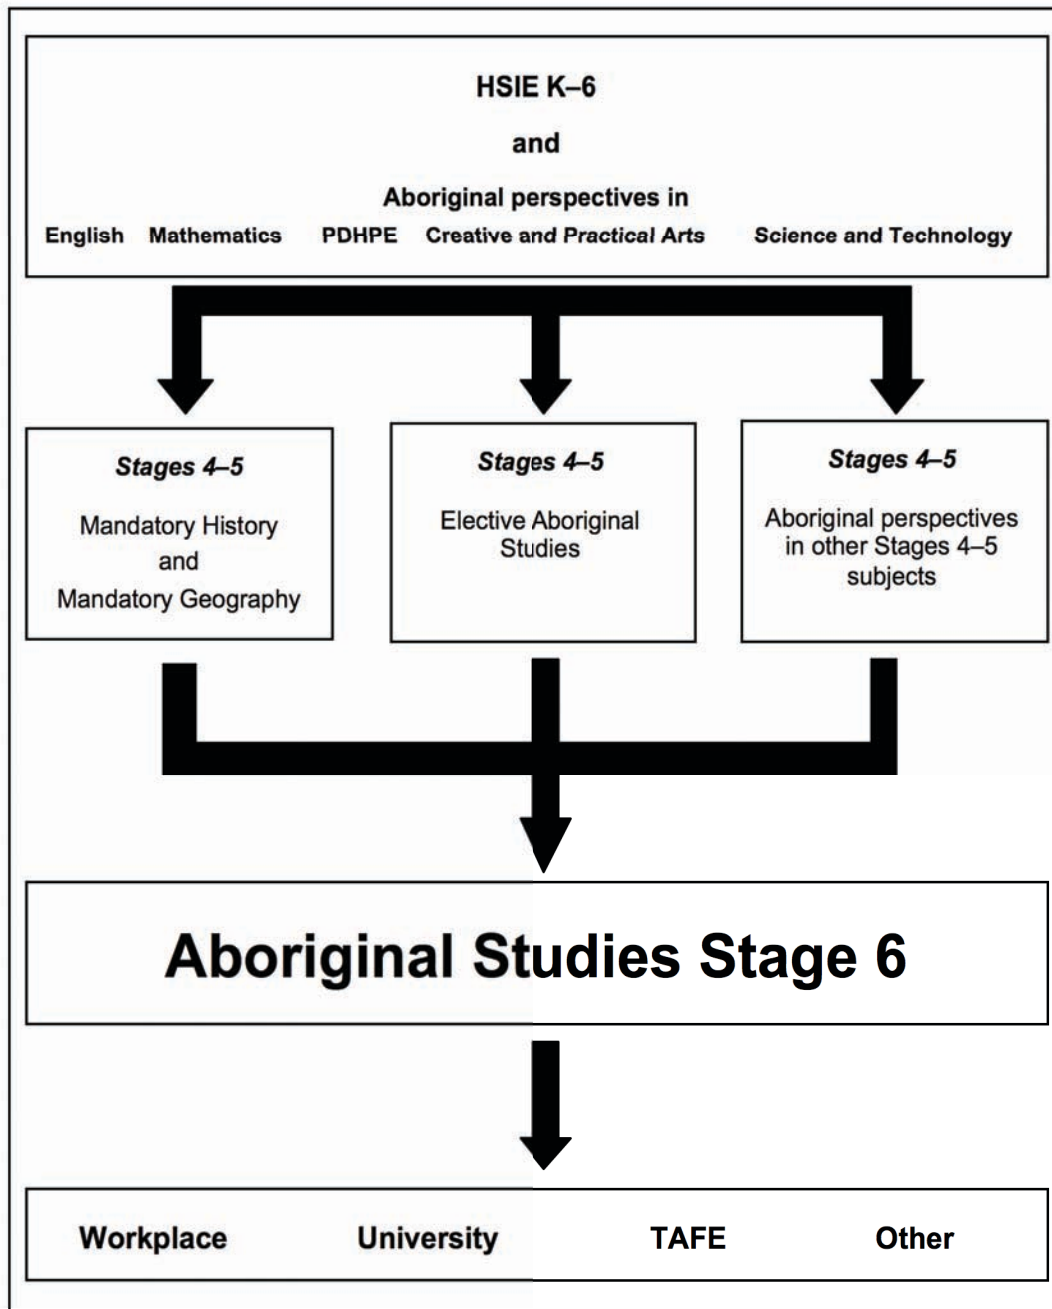 HSIE K–6
and
Aboriginal perspectives in
English Mathematics PDHPE Creative and Practical Arts Science and Technology
Stages 4–5
Mandatory History
and
Mandatory Geography
Stages 4–5
Elective Aboriginal
Studies
Stages 4–5
Aboriginal perspectives
in other Stages 4–5
subjects
Aboriginal Studies Stage 6
Workplace University TAFE Other